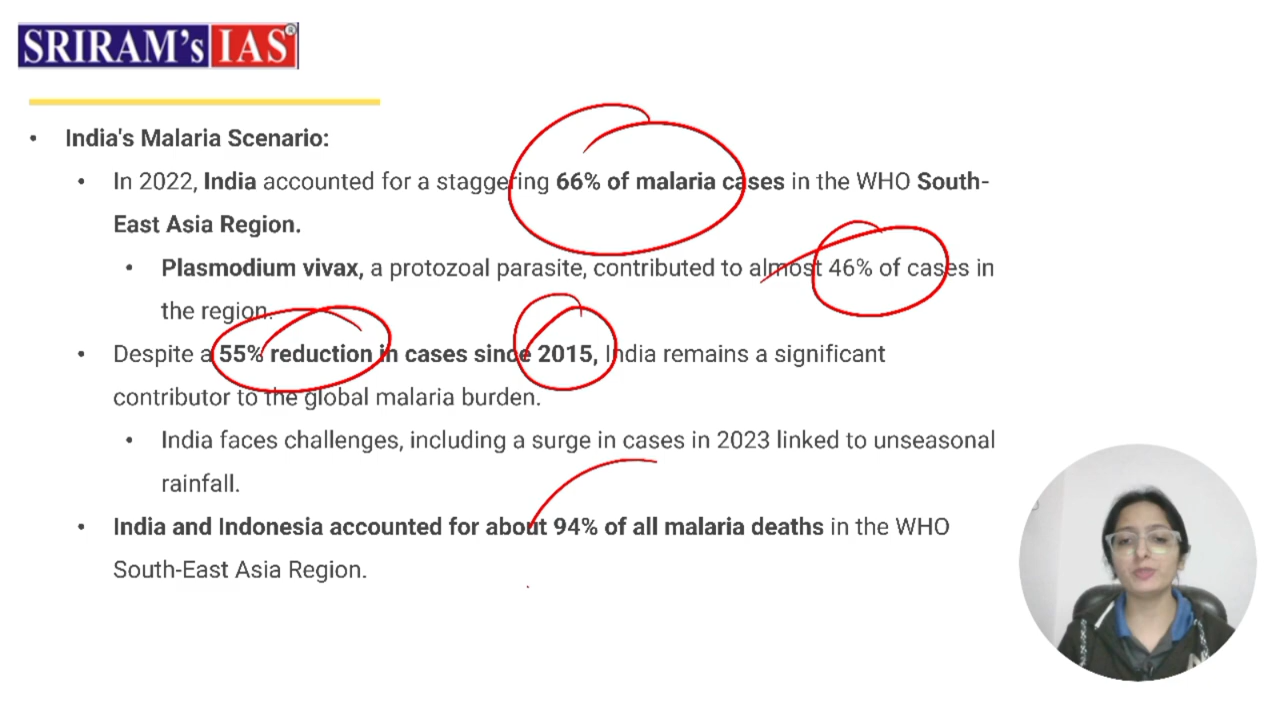 SRIRAM's IAS®
• India's Malaria Scenario:
• In 2022, India accounted for a staggering 66% of malaria cases in the WHO South-
East Asia Region.
• Plasmodium vivax, a protozoal parasite, contributed to almost 46% of cases in
the region.
• Despite a 55% reduction in cases since 2015, India remains a significant
contributor to the global malaria burden.
• India faces challenges, including a surge in cases in 2023 linked to unseasonal
rainfall.
• India and Indonesia accounted for about 94% of all malaria deaths in the WHO
South-East Asia Region.